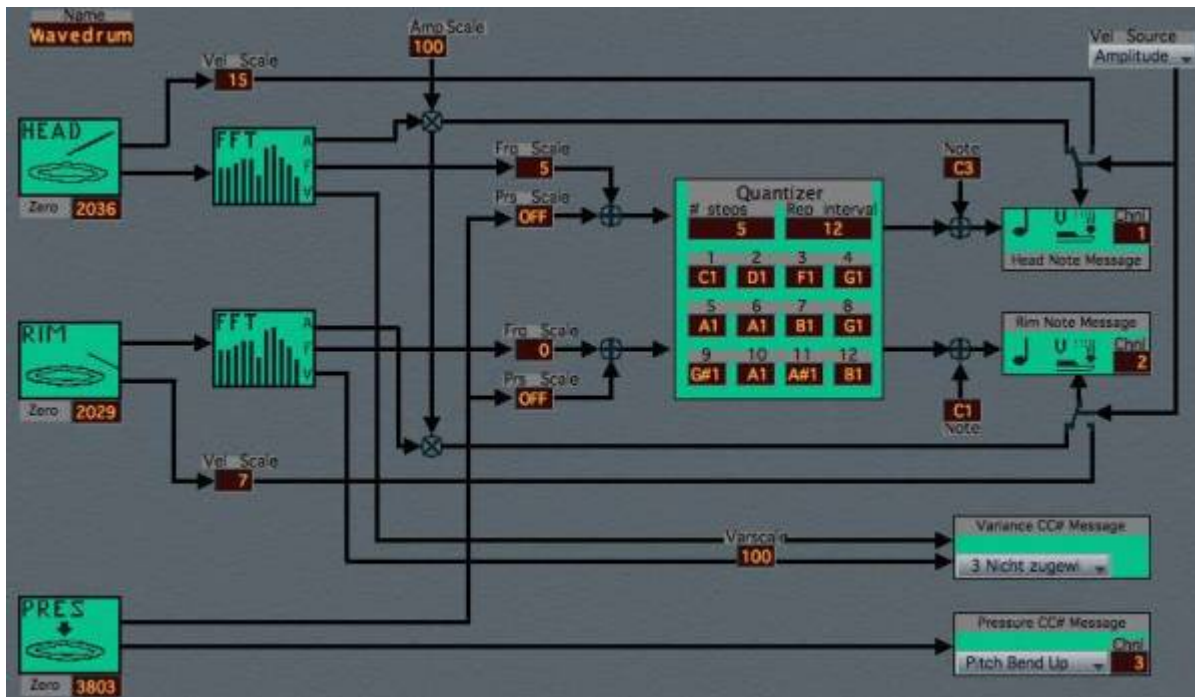 Name
Wavedrum
Amp Scale
100
Vel Source
Amplitude
Vel Scale
15
HEAD
Zero 2036
FFT
A
F
V
Frq Scale
5
Prs Scale
OFF
Quantizer
# steps Rep interval
5 12
1 2 3 4
C1 D1 F1 G1
5 6 7 8
A1 A1 B1 G1
9 10 11 12
G#1 A1 A#1 B1
Note
C3
Chnl
1
Head Note Message
RIM
Zero 2029
FFT
A
F
V
Frq Scale
0
Prs Scale
OFF
C1
Note
Rim Note Message
Chnl
2
Vel Scale
7
Varscale
100
Variance CC# Message
3 Nicht zugewi
PRES
Zero 3803
Pressure CC# Message
Chnl
Pitch Bend Up 3